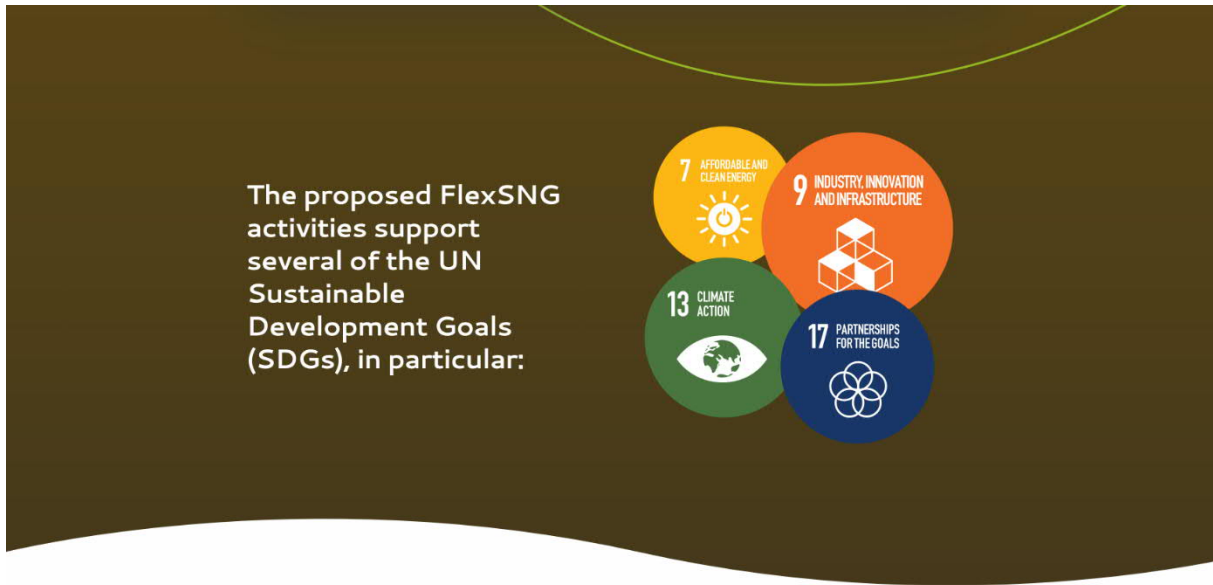 The proposed FlexSNG
activities support
several of the UN
Sustainable
Development Goals
(SDGs), in particular:
7 AFFORDABLE AND
CLEAN ENERGY
9 INDUSTRY, INNOVATION
AND INFRASTRUCTURE
13 CLIMATE
ACTION
17 PARTNERSHIPS
FOR THE GOALS